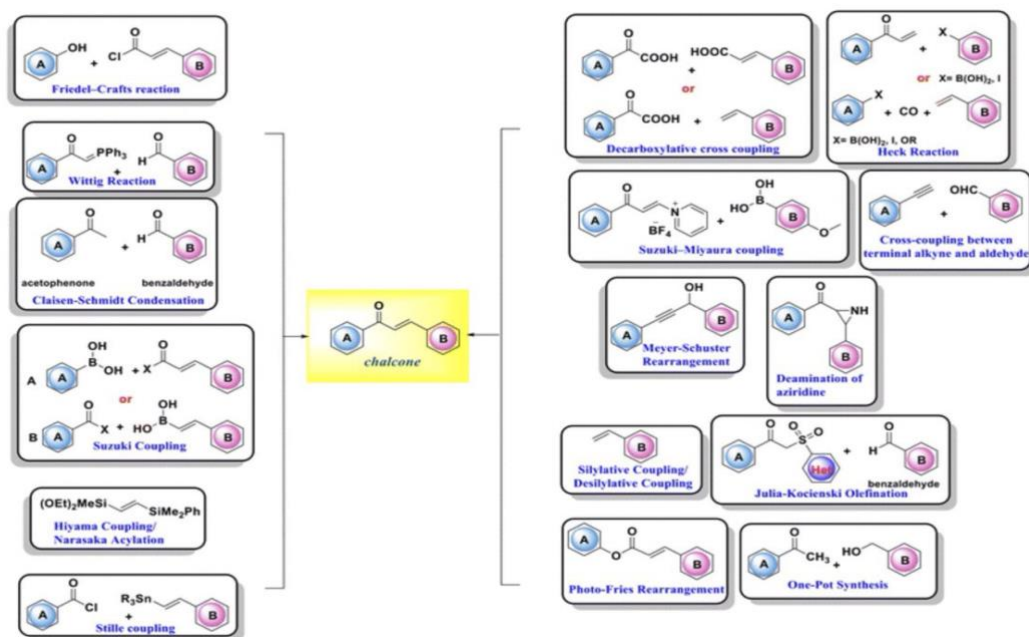 OH
O
Cl
A
+
B
Friedel–Crafts reaction
O
PPh3
H
O
A
+
B
Wittig Reaction
O
O
H
A
+
B
acetophenone
benzaldehyde
Claisen-Schmidt Condensation
OH
B
OH
O
X
A
A
+
B
or
O
X
OH
B
HO
B
A
+
B
Suzuki Coupling
(OEt)2MeSi
SiMe2Ph
Hiyama Coupling/
Narasaka Acylation
O
Cl
R3Sn
A
+
B
Stille coupling
O
A
B
chalcone
O
COOH
HOOC
A
+
B
or
O
COOH
A
+
B
Decarboxylative cross coupling
O
X
A
+
B
or
X= B(OH)2, I
X
A
+ CO +
B
X= B(OH)2, I, OR
Heck Reaction
O
N
+
BF4
−
OH
B
HO
O
A
+
B
Suzuki–Miyaura coupling
A
OHC
B
+
Cross-coupling between
terminal alkyne and aldehyde
OH
A
B
Meyer-Schuster
Rearrangement
O
NH
A
B
Deamination of
aziridine
B
Silylative Coupling/
Desilylative Coupling
O
O
S
O
Het
A
+
H
O
B
benzaldehyde
Julia-Kocienski Olefination
A
O
O
B
Photo-Fries Rearrangement
O
CH3
HO
A
+
B
One-Pot Synthesis